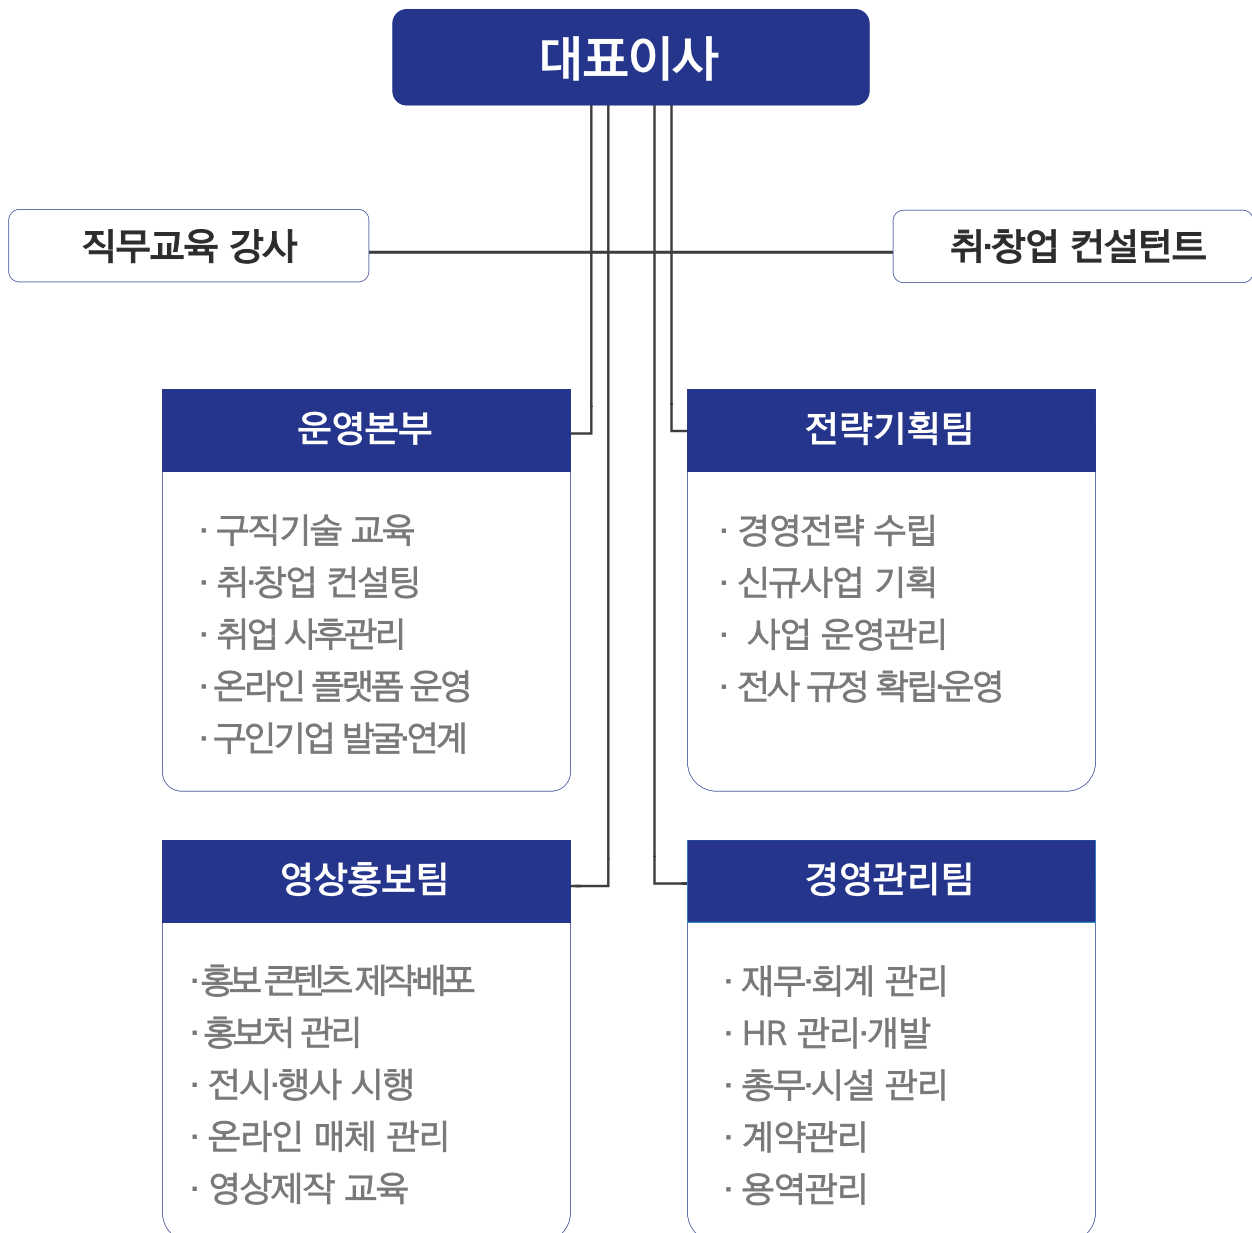 대표이사
직무교육 강사
취·창업 컨설턴트
운영본부
· 구직기술 교육
· 취·창업 컨설팅
· 취업 사후관리
· 온라인 플랫폼 운영
· 구인기업 발굴·연계
전략기획팀
· 경영전략 수립
· 신규사업 기획
· 사업 운영관리
· 전사 규정 확립·운영
영상홍보팀
· 홍보 콘텐츠 제작·배포
· 홍보처 관리
· 전시·행사 시행
· 온라인 매체 관리
· 영상제작 교육
경영관리팀
· 재무·회계 관리
· HR 관리·개발
· 총무·시설 관리
· 계약관리
· 용역관리